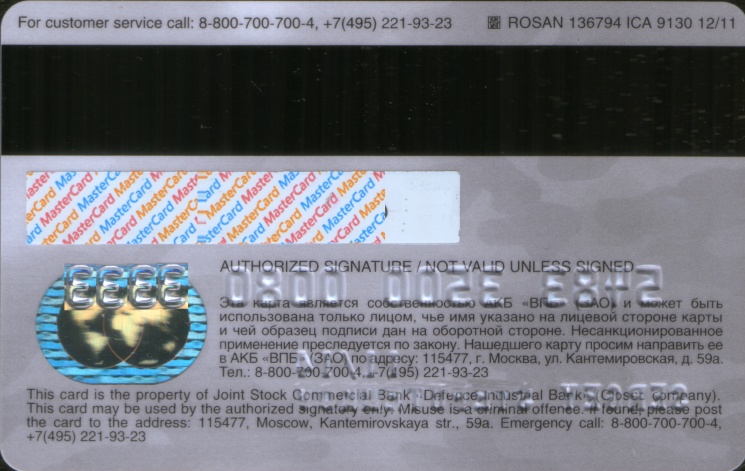 For customer service call: 8-800-700-700-4, +7(495) 221-93-23
ROSAN 136794 ICA 9130 12/11
MasterCard MasterCard MasterCard
AUTHORIZED SIGNATURE / NOT VALID UNLESS SIGNED
Эта карта является собственностью АКБ «ВПБ» (ЗАО) и может быть
использована только лицом, чье имя указано на лицевой стороне карты
и чей образец подписи дан на оборотной стороне. Несанкционированное
применение преследуется по закону. Нашедшего карту просим направить ее
в АКБ «ВПБ» (ЗАО) по адресу: 115477, г. Москва, ул. Кантемировская, д. 59а.
Тел.: 8-800-700-700-4, +7(495) 221-93-23
This card is the property of Joint Stock Commercial Bank «Defence Industrial Bank» (Closed company).
This card may be used by the authorized signatory only. Misuse is a criminal offence. If found, please post
the card to the address: 115477, Moscow, Kantemirovskaya str., 59a. Emergency call: 8-800-700-700-4,
+7(495) 221-93-23